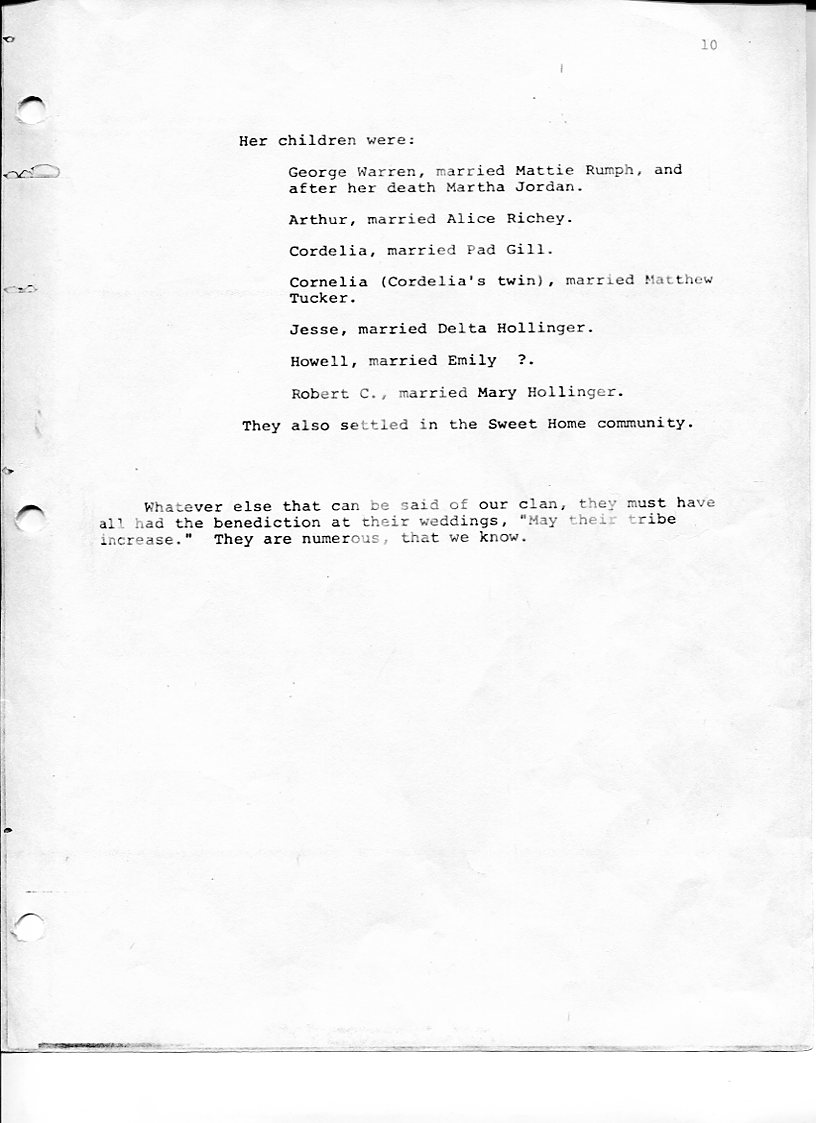 10
Her children were:
George Warren, married Mattie Rumph, and
after her death Martha Jordan.
Arthur, married Alice Richey.
Cordelia, married Pad Gill.
Cornelia (Cordelia's twin), married Matthew
Tucker.
Jesse, married Delta Hollinger.
Howell, married Emily  ?.
Robert C., married Mary Hollinger.
They also settled in the Sweet Home community.
Whatever else that can be said of our clan, they must have
all had the benediction at their weddings, "May their tribe
increase."  They are numerous, that we know.